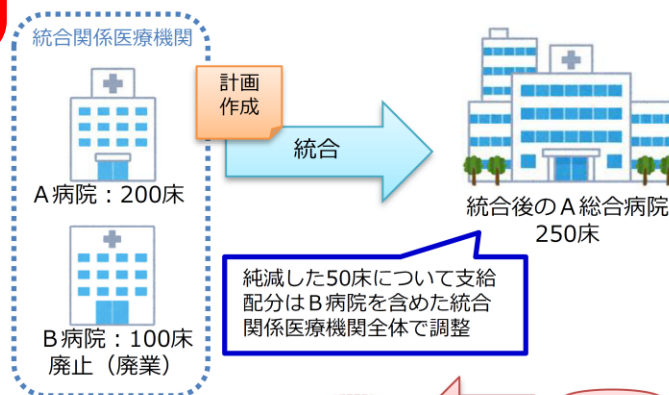 統合関係医療機関
A病院：200床
B病院：100床
廃止（廃業）
計画
作成
統合
統合後のA総合病院
250床
純減した50床について支給
配分はB病院を含めた統合
関係医療機関全体で調整